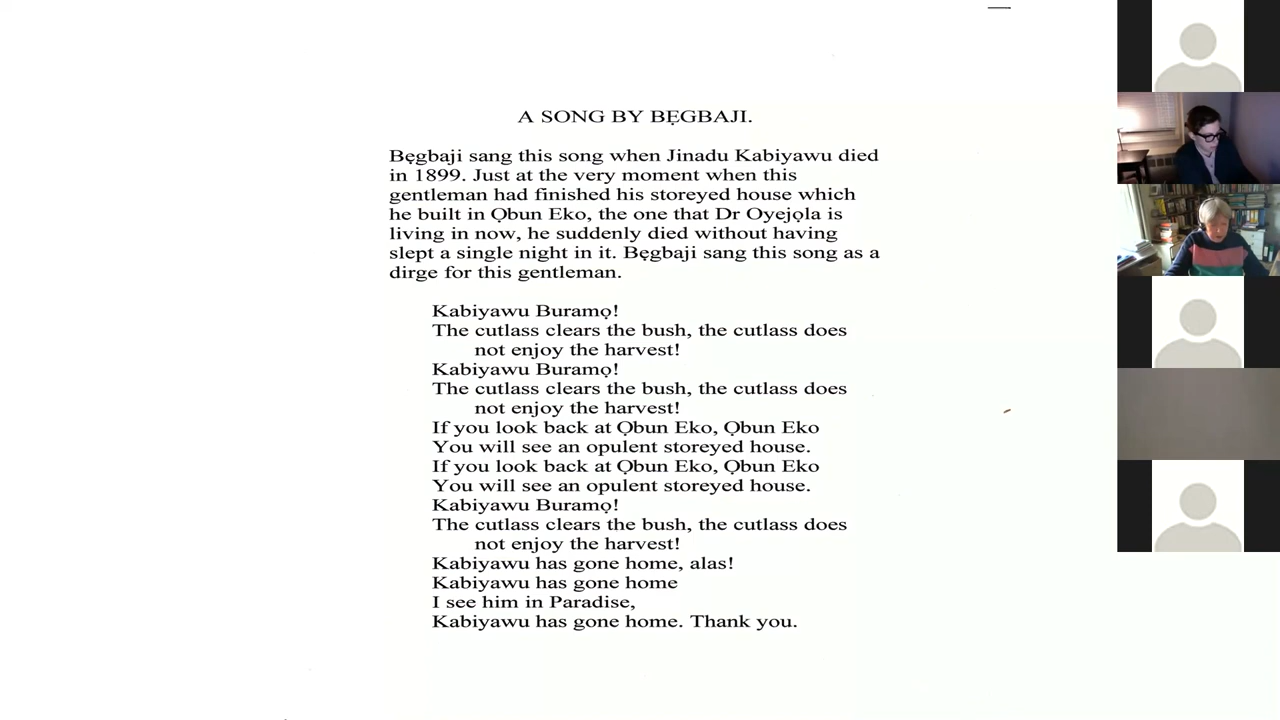 A SONG BY BẸGBAJI.
Bẹgbaji sang this song when Jinadu Kabiyawu died
in 1899. Just at the very moment when this
gentleman had finished his storeyed house which
he built in Ọbun Eko, the one that Dr Oyejọla is
living in now, he suddenly died without having
slept a single night in it. Bẹgbaji sang this song as a
dirge for this gentleman.
Kabiyawu Buramọ!
The cutlass clears the bush, the cutlass does
not enjoy the harvest!
Kabiyawu Buramọ!
The cutlass clears the bush, the cutlass does
not enjoy the harvest!
If you look back at Ọbun Eko, Ọbun Eko
You will see an opulent storeyed house.
If you look back at Ọbun Eko, Ọbun Eko
You will see an opulent storeyed house.
Kabiyawu Buramọ!
The cutlass clears the bush, the cutlass does
not enjoy the harvest!
Kabiyawu has gone home, alas!
Kabiyawu has gone home
I see him in Paradise,
Kabiyawu has gone home. Thank you.